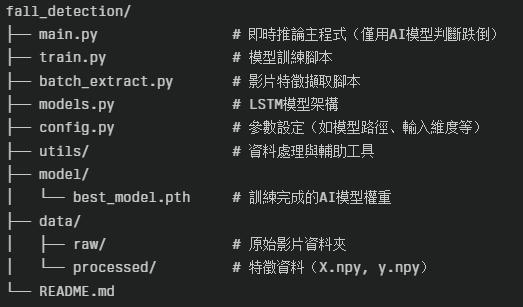 fall_detection/
├── main.py # 即時推論主程式（僅用AI模型判斷跌倒）
├── train.py # 模型訓練腳本
├── batch_extract.py # 影片特徵擷取腳本
├── models.py # LSTM模型架構
├── config.py # 參數設定（如模型路徑、輸入維度等）
├── utils/ # 資料處理與輔助工具
├── model/
│ └── best_model.pth # 訓練完成的AI模型權重
├── data/
│ ├── raw/ # 原始影片資料夾
│ └── processed/ # 特徵資料（X.npy, y.npy）
└── README.md